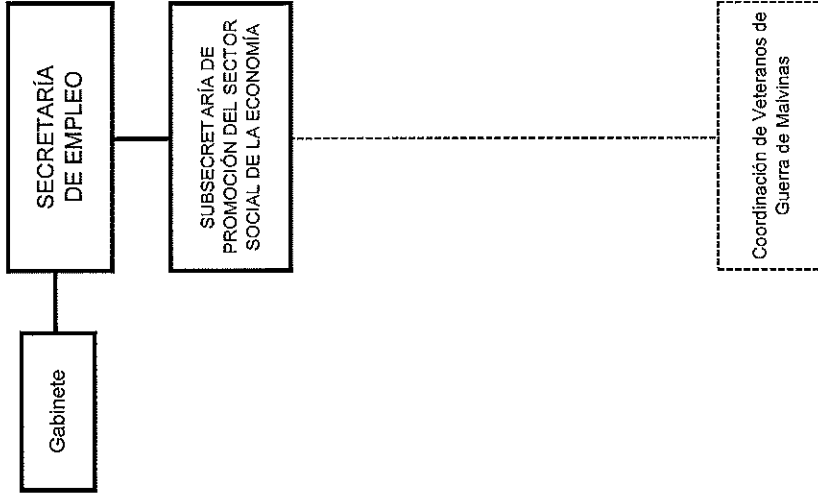 SECRETARÍA
DE EMPLEO
Gabinete
SUBSECRETARÍA DE
PROMOCIÓN DEL SECTOR
SOCIAL DE LA ECONOMÍA
Coordinación de Veteranos de
Guerra de Malvinas